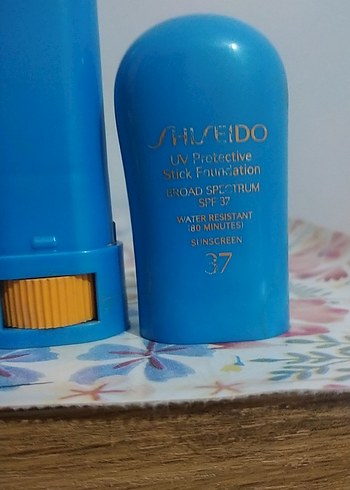 SHISEIDO
UV Protective
Stick Foundation
BROAD SPECTRUM
SPF 37
WATER RESISTANT
(80 MINUTES)
SUNSCREEN
37